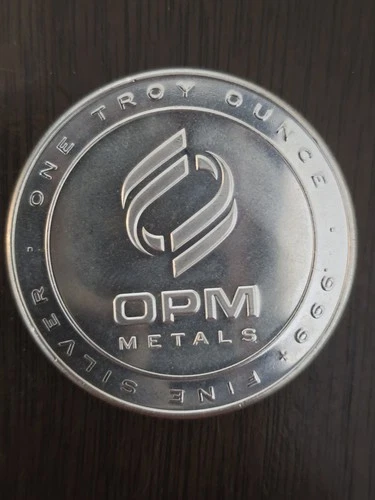 · ONE TROY OUNCE ·
.999+ FINE SILVER
OPM
METALS